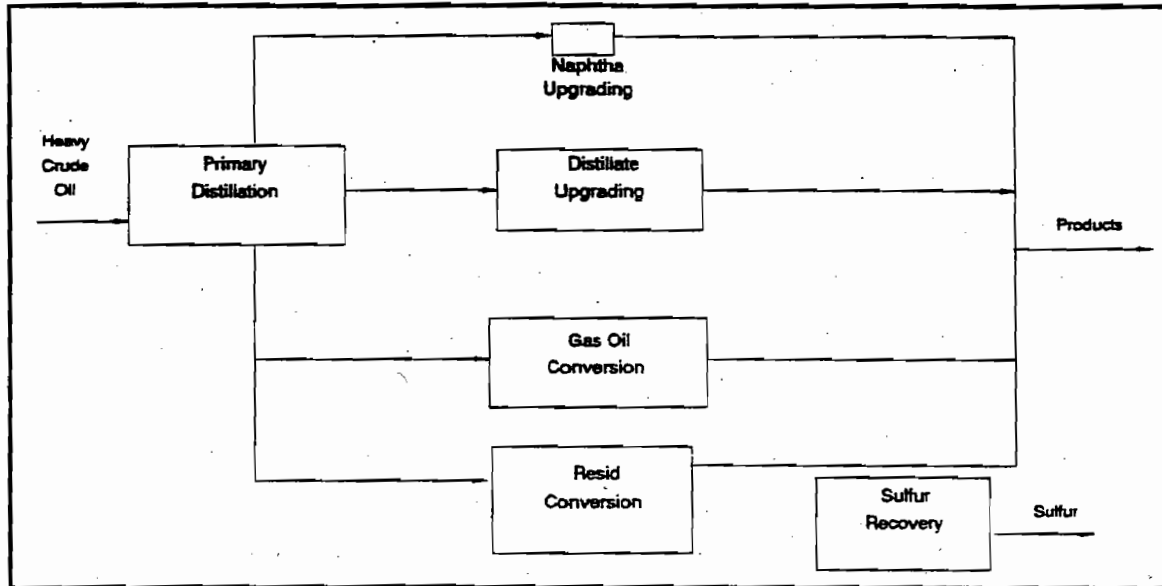 Naphtha
Upgrading
Heavy
Crude
Oil
Primary
Distillation
Distillate
Upgrading
Products
Gas Oil
Conversion
Resid
Conversion
Sulfur
Recovery
Sulfur